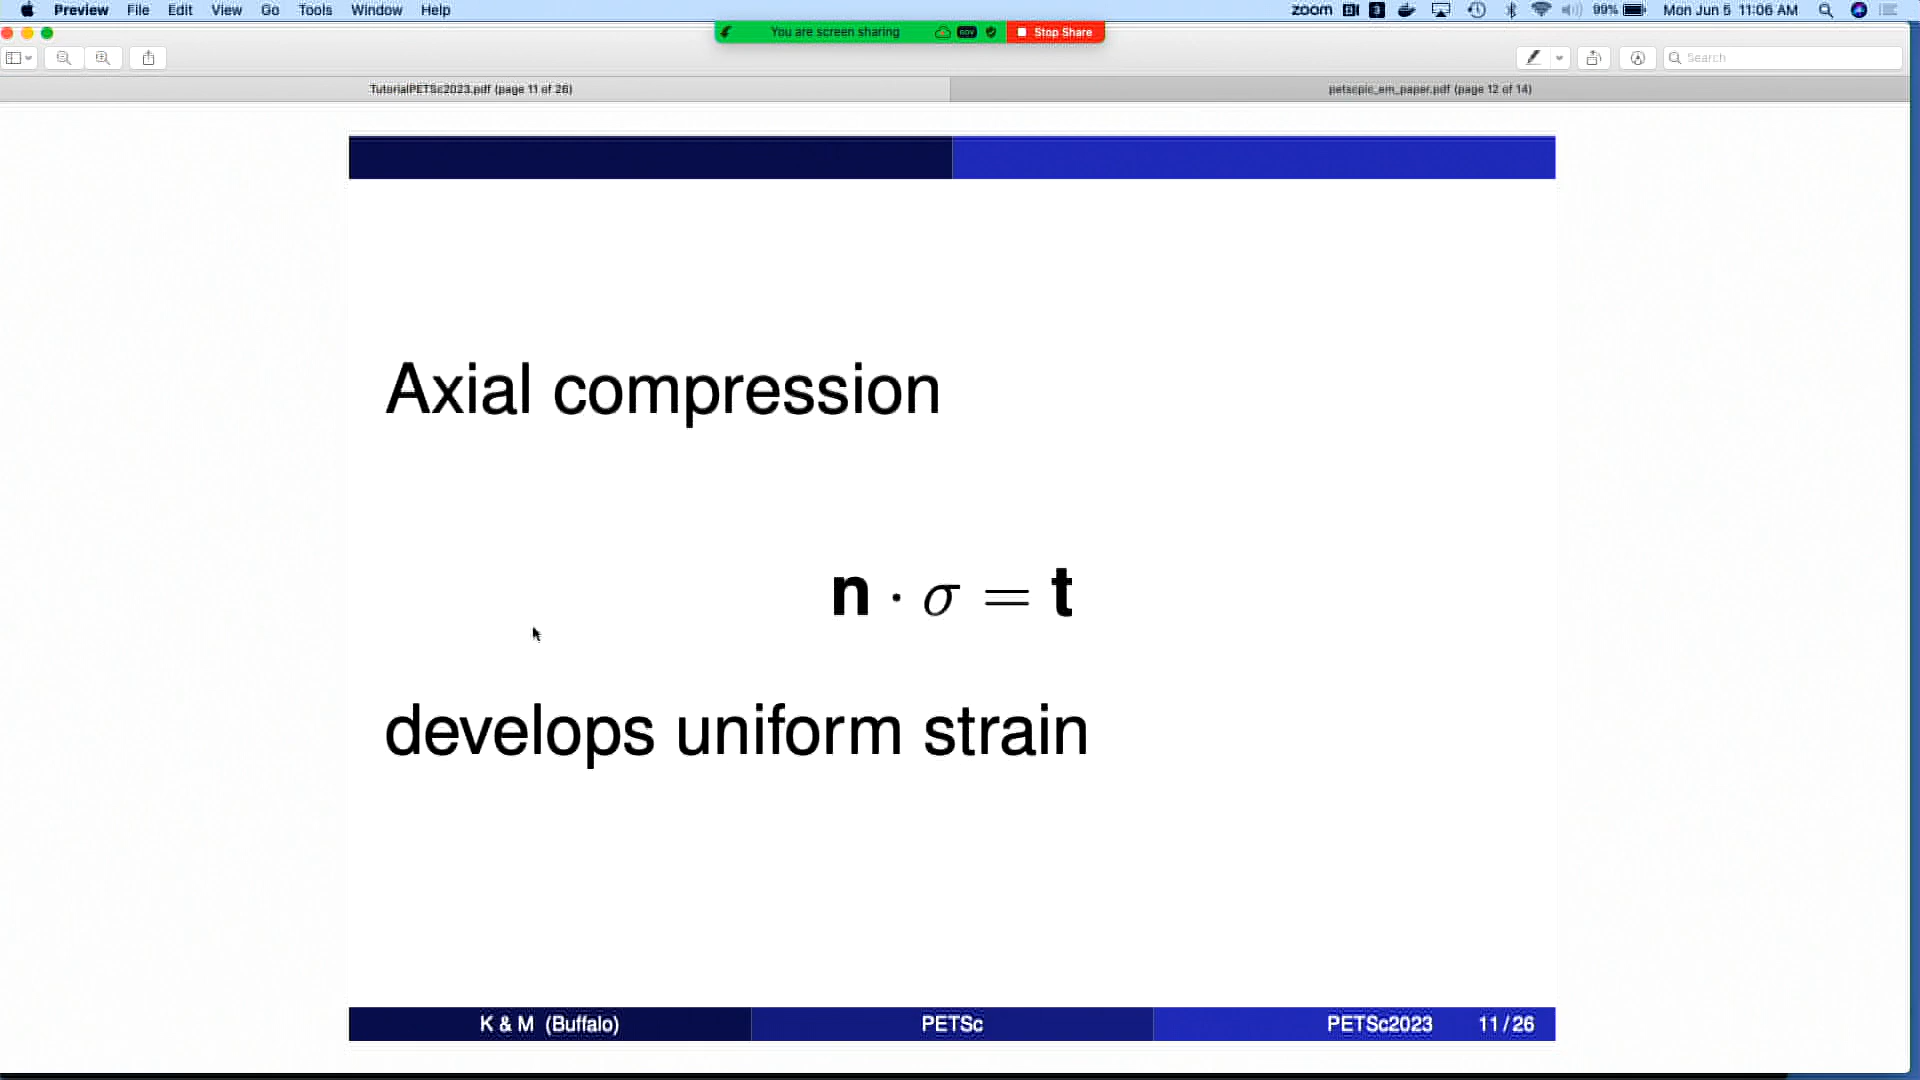 Preview File Edit View Go Tools Window Help zoom 99% Mon Jun 5 11:06 AM
You are screen sharing Stop Share
Search
TutorialPETSc2023.pdf (page 11 of 26) petscpic_em_paper.pdf (page 12 of 14)
Axial compression
n · σ = t
develops uniform strain
K & M (Buffalo) PETSc PETSc2023 11 / 26